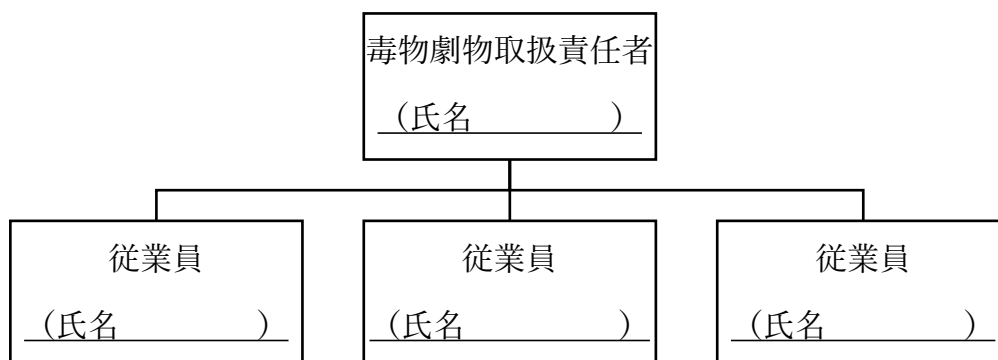 毒物劇物取扱責任者
（氏名　　　　）
従業員
（氏名　　　　）
従業員
（氏名　　　　）
従業員
（氏名　　　　）